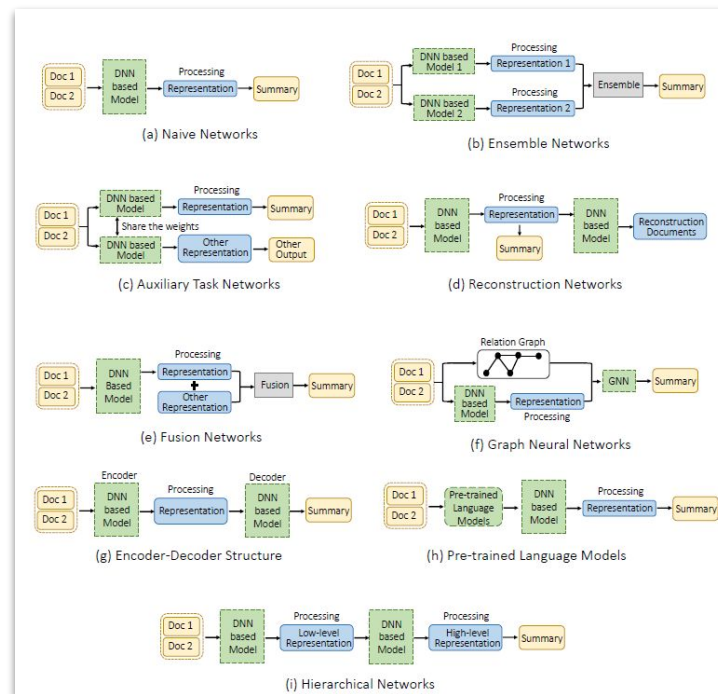 Doc 1
Doc 2
DNN
based
Model
Processing
Representation
Summary
(a) Naive Networks
Doc 1
Doc 2
DNN based
Model 1
Processing
Representation 1
DNN based
Model 2
Processing
Representation 2
Ensemble
Summary
(b) Ensemble Networks
Doc 1
Doc 2
DNN based
Model
Processing
Representation
Summary
Share the weights
DNN based
Model
Other
Representation
Other
Output
(c) Auxiliary Task Networks
Doc 1
Doc 2
DNN
based
Model
Processing
Representation
Summary
DNN
based
Model
Reconstruction
Documents
(d) Reconstruction Networks
Doc 1
Doc 2
DNN
Based
Model
Processing
Representation
+
Other
Representation
Fusion
Summary
(e) Fusion Networks
Doc 1
Doc 2
Relation Graph
DNN
based
Model
Representation
Processing
GNN
Summary
(f) Graph Neural Networks
Doc 1
Doc 2
Encoder
DNN
based
Model
Processing
Representation
Decoder
DNN
based
Model
Summary
(g) Encoder-Decoder Structure
Doc 1
Doc 2
Pre-trained
Language
Models
DNN
based
Model
Processing
Representation
Summary
(h) Pre-trained Language Models
Doc 1
Doc 2
DNN
based
Model
Processing
Low-level
Representation
DNN
based
Model
Processing
High-level
Representation
Summary
(i) Hierarchical Networks